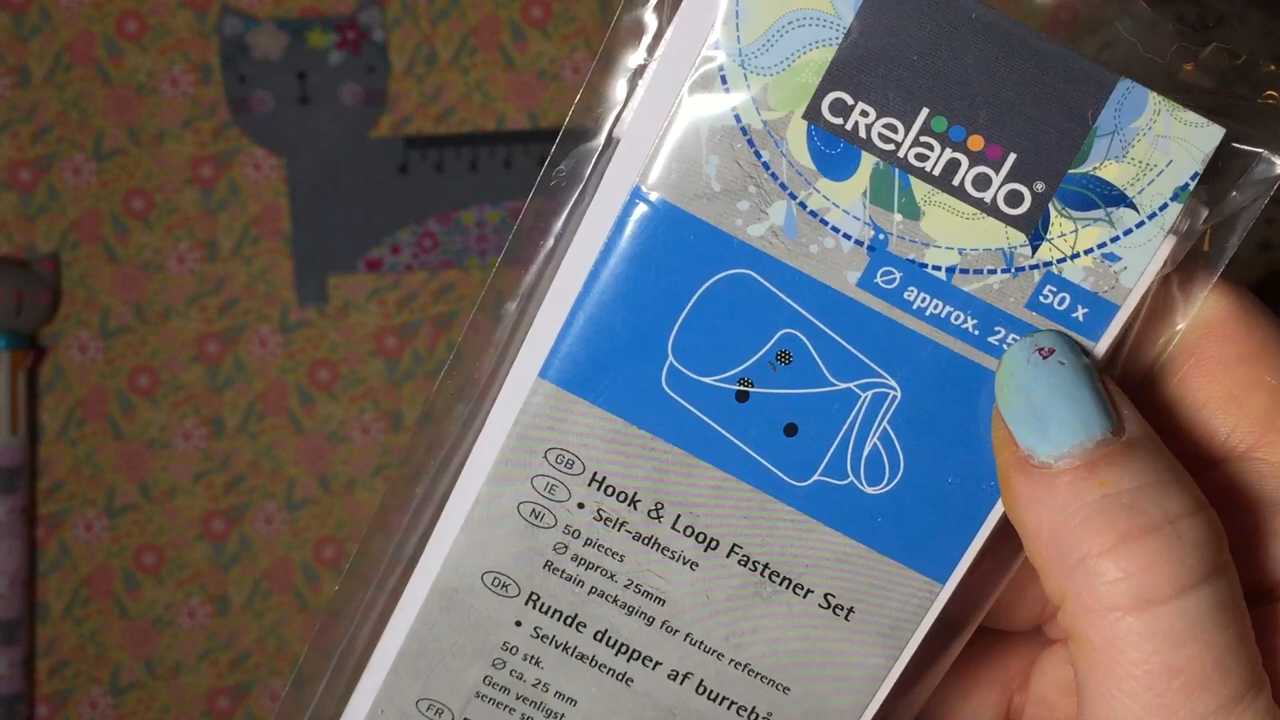 CRelando®
50 x
Ø approx. 25
GB
Hook & Loop Fastener Set
IE
• Self-adhesive
NI
50 pieces
Ø approx. 25mm
Retain packaging for future reference
DK
Runde dupper af burrebå
• Selvklæbende
50 stk.
Ø ca. 25 mm
Gem venligst
senere
FR